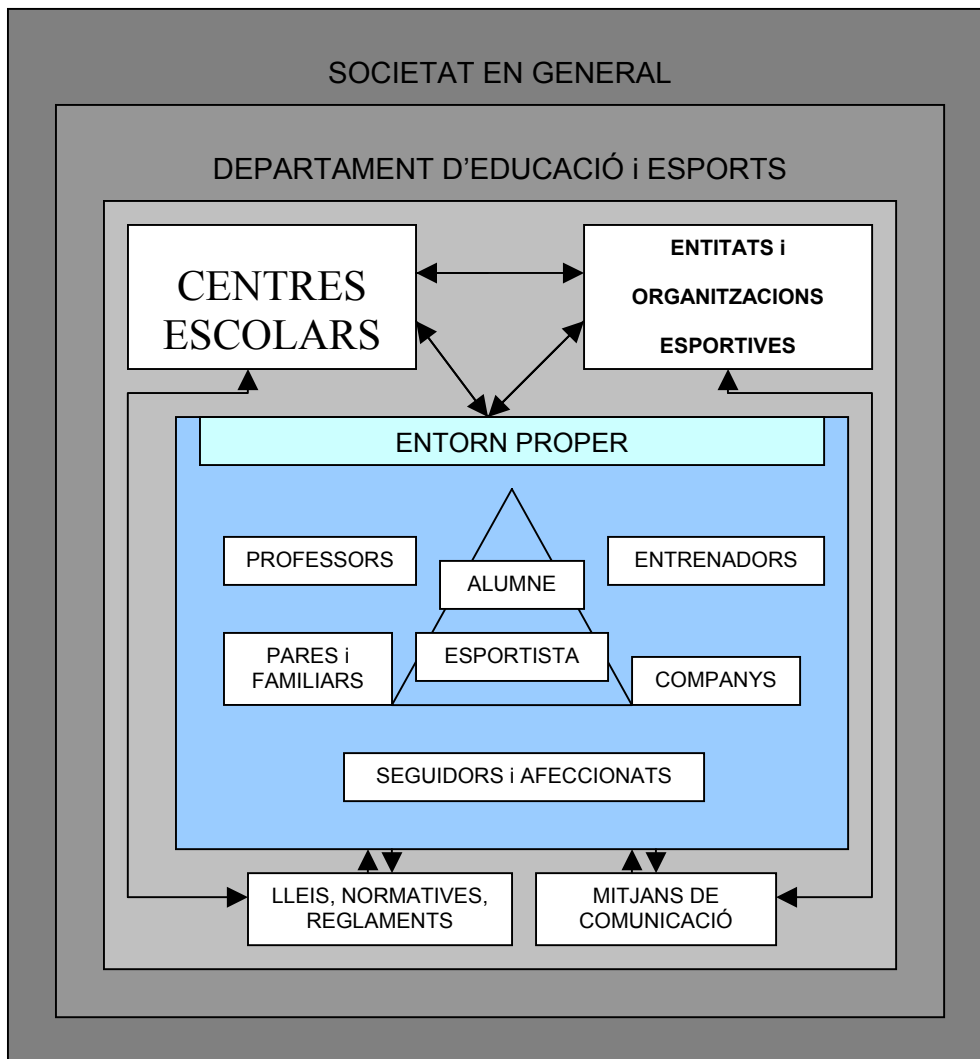 SOCIETAT EN GENERAL
DEPARTAMENT D’EDUCACIÓ i ESPORTS
CENTRES
ESCOLARS
ENTITATS i
ORGANITZACIONS
ESPORTIVES
ENTORN PROPER
PROFESSORS
ENTRENADORS
ALUMNE
PARES i
FAMILIARS
ESPORTISTA
COMPANYS
SEGUIDORS i AFECCIONATS
LLEIS, NORMATIVES,
REGLAMENTS
MITJANS DE
COMUNICACIÓ